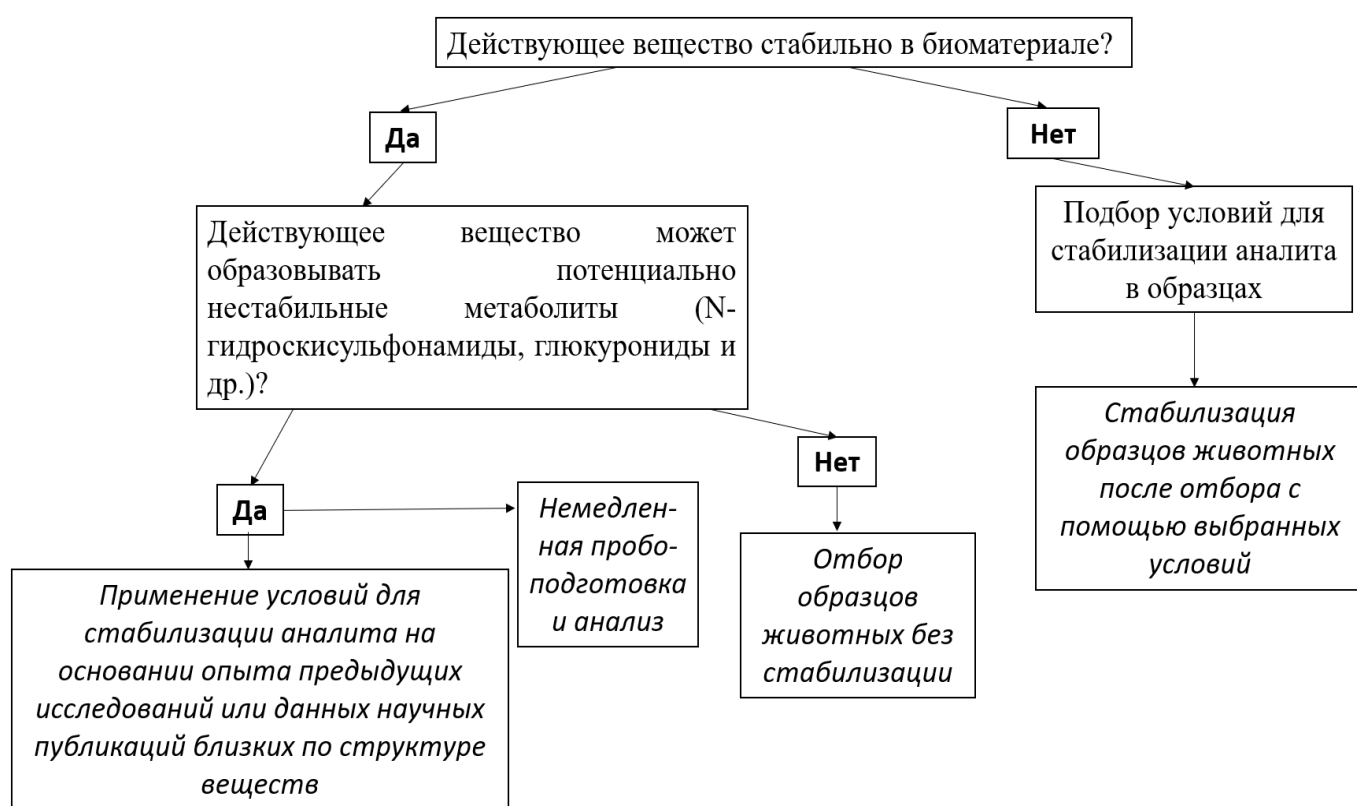 Действующее вещество стабильно в биоматериале?
Да
Нет
Действующее вещество может
образовывать потенциально
нестабильные метаболиты (N-
гидроскисульфонамиды, глюкурониды и
др.)?
Подбор условий для
стабилизации аналита
в образцах
Стабилизация
образцов животных
после отбора с
помощью выбранных
условий
Да
Немедлен-
ная пробо-
подготовка
и анализ
Нет
Отбор
образцов
животных без
стабилизации
Применение условий для
стабилизации аналита на
основании опыта предыдущих
исследований или данных научных
публикаций близких по структуре
веществ